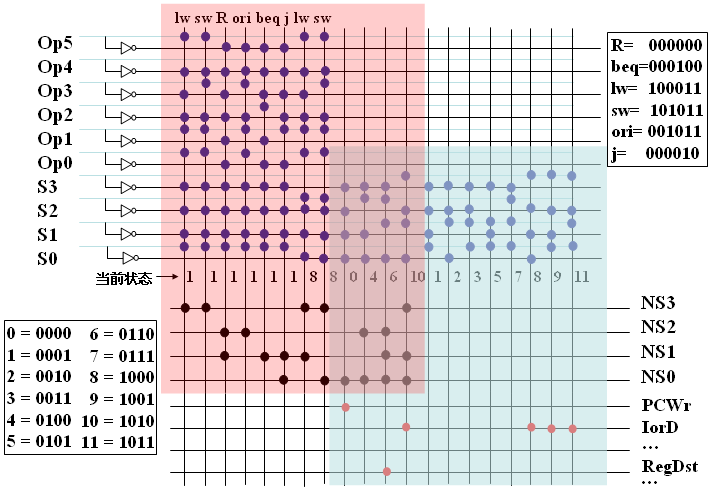 lw sw R ori beq j lw sw
Op5
Op4
Op3
Op2
Op1
Op0
S3
S2
S1
S0
R= 000000
beq=000100
lw= 100011
sw= 101011
ori= 001011
j= 000010
当前状态 1 1 1 1 1 1 8 8 0 4 6 10 1 2 3 5 7 8 9 11
NS3
NS2
NS1
NS0
PCWr
IorD
...
RegDst
...
0 = 0000 6 = 0110
1 = 0001 7 = 0111
2 = 0010 8 = 1000
3 = 0011 9 = 1001
4 = 0100 10 = 1010
5 = 0101 11 = 1011